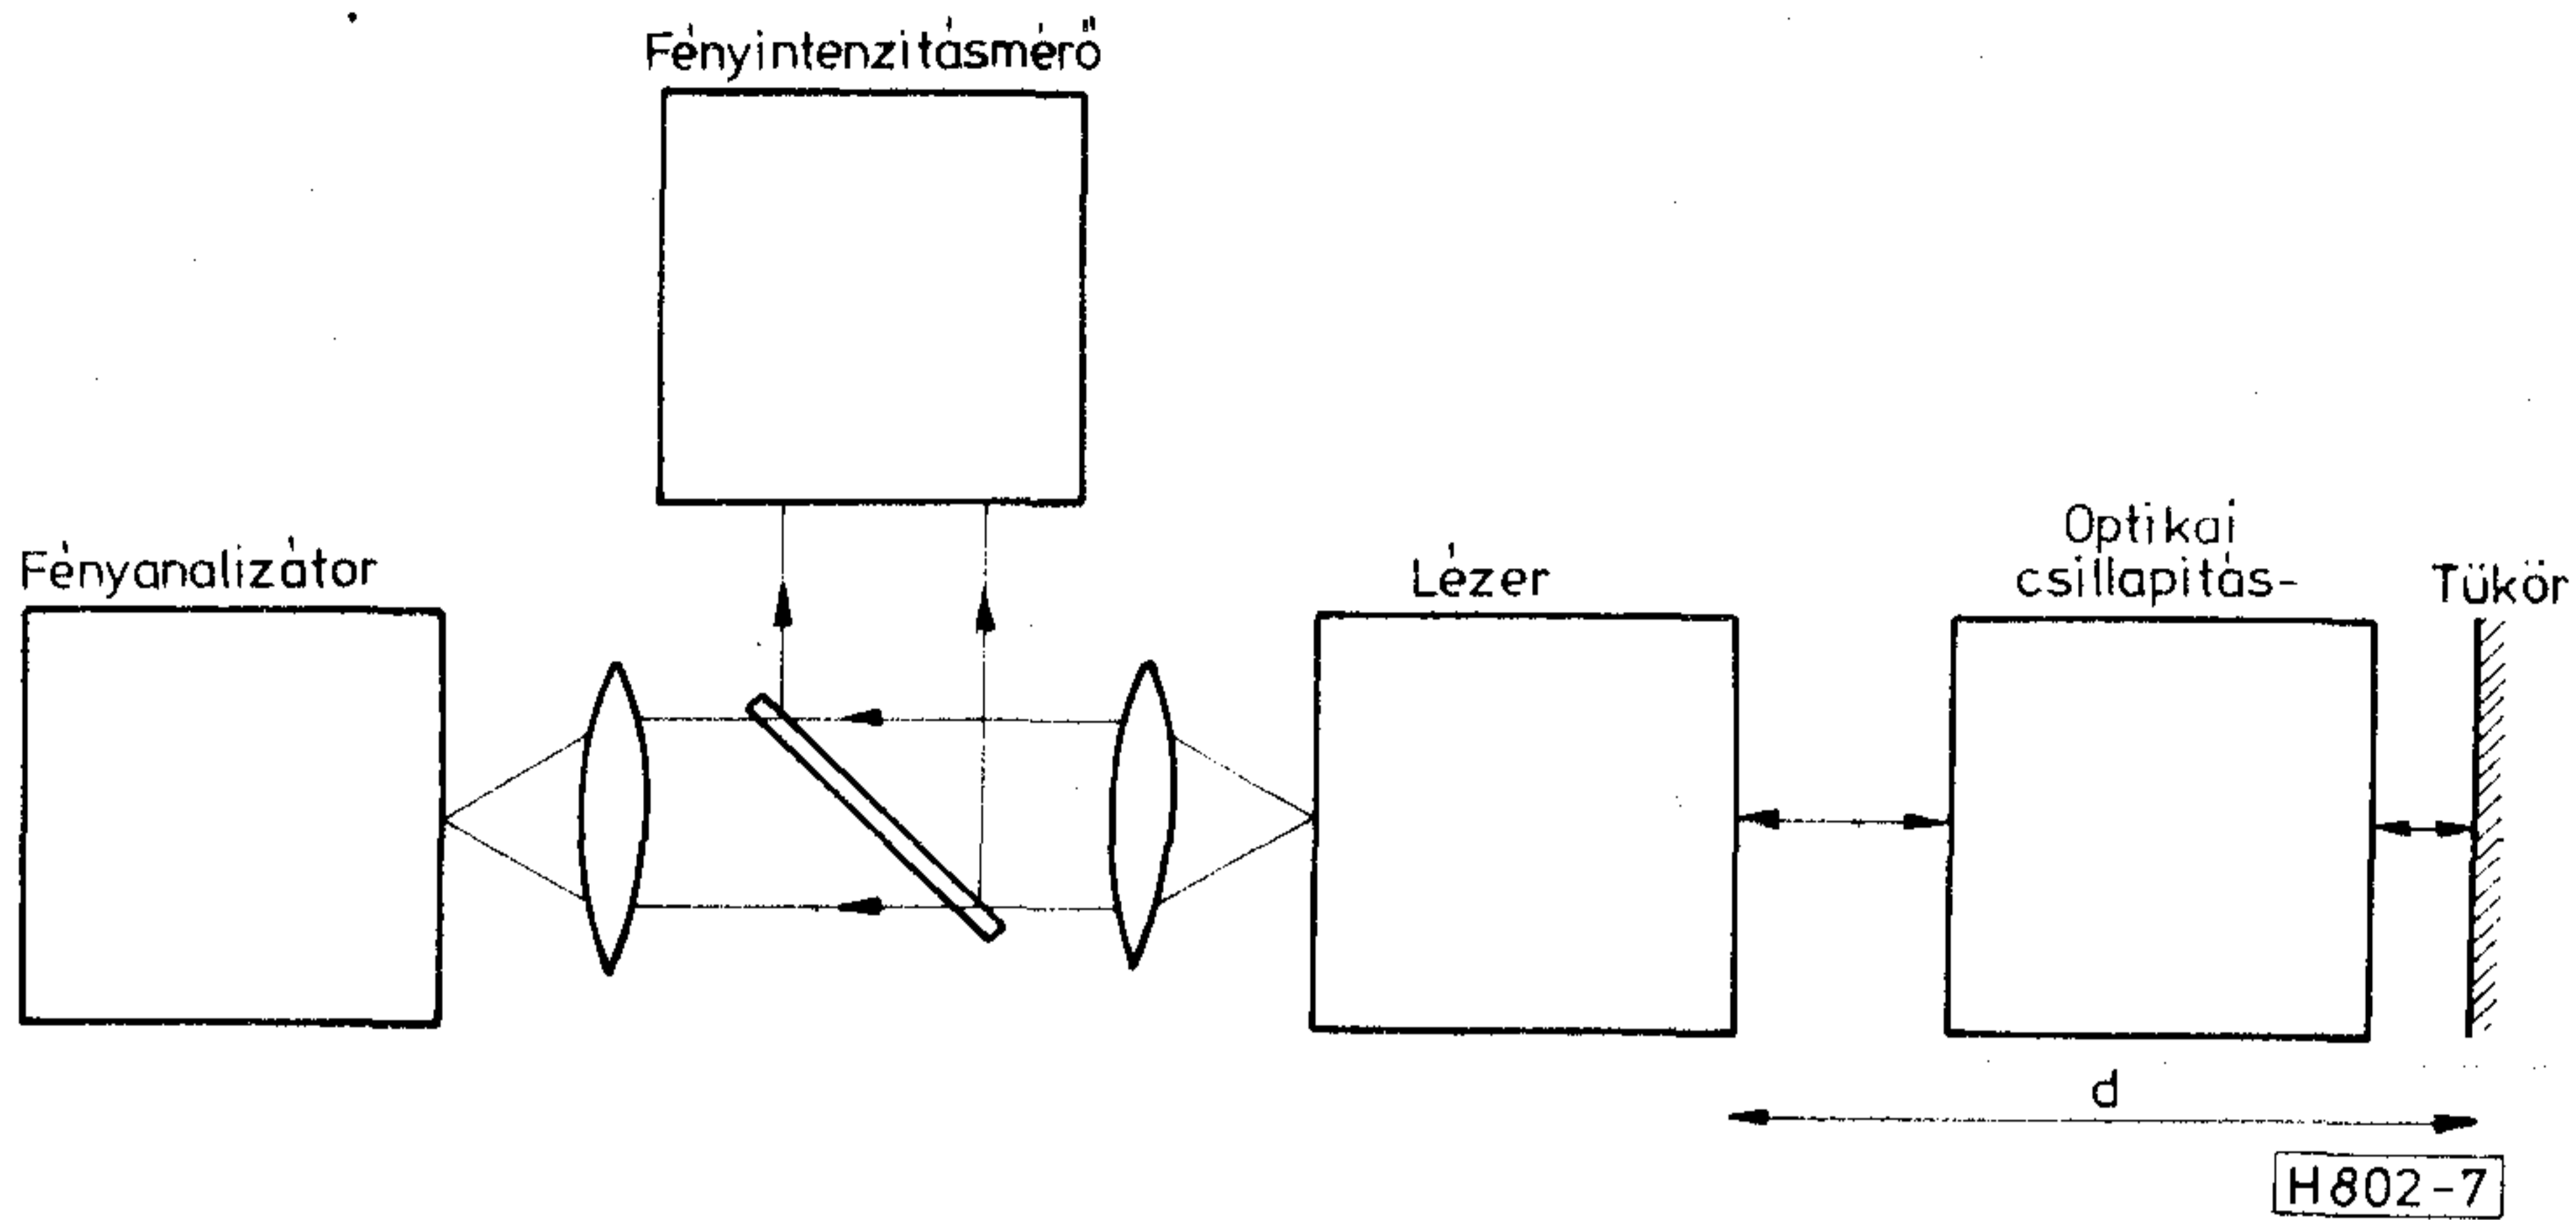 Fényintenzitásmérő
Fényanalizátor
Lézer
Optikai
csillapitás-
Tükör
d
H802-7